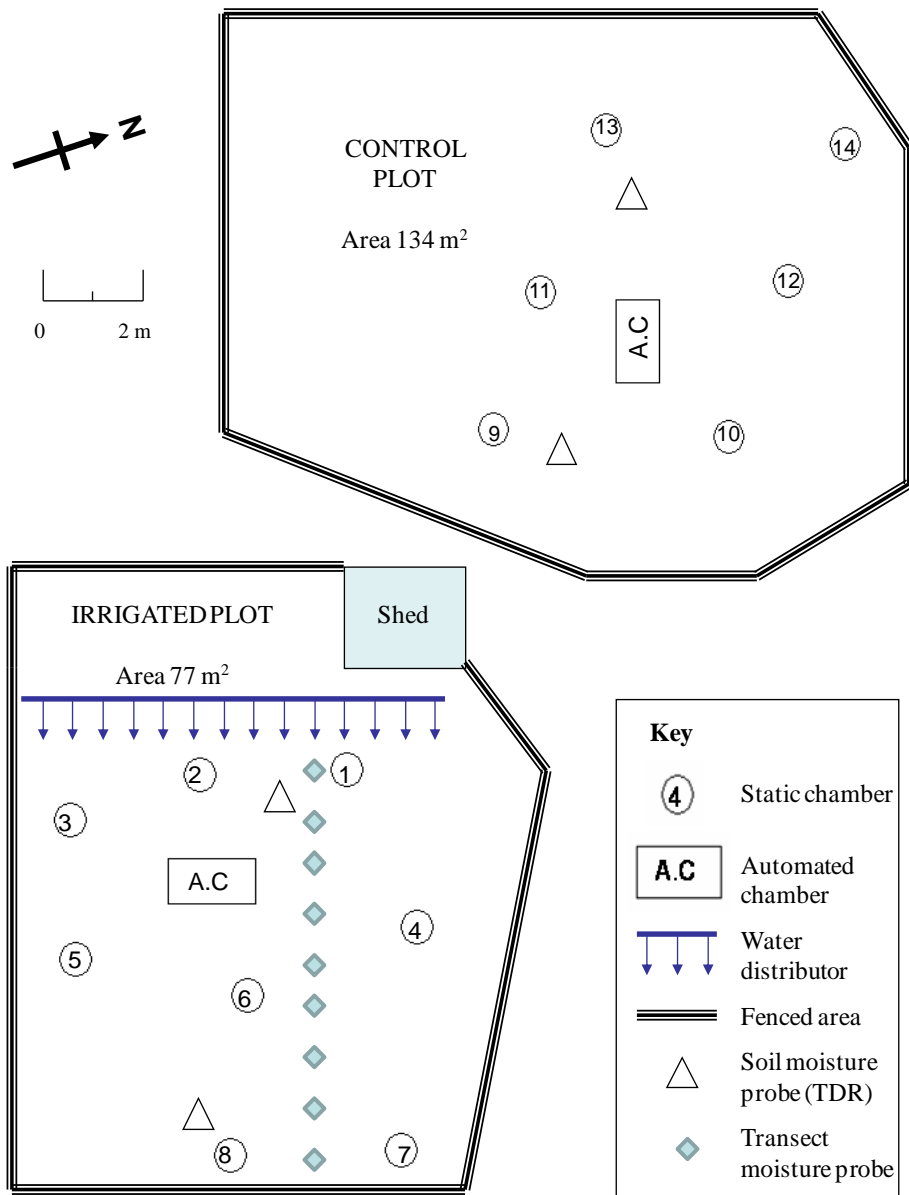 13
14
CONTROL
PLOT
N
Area 134 m²
12
11
0 2 m
A.C
9
10
IRRIGATED PLOT
Shed
Area 77 m²
1
2
3
A.C
4
5
6
8
7
Key
4 Static chamber
A.C Automated
chamber
Water
distributor
Fenced area
Soil moisture
probe (TDR)
Transect
moisture probe